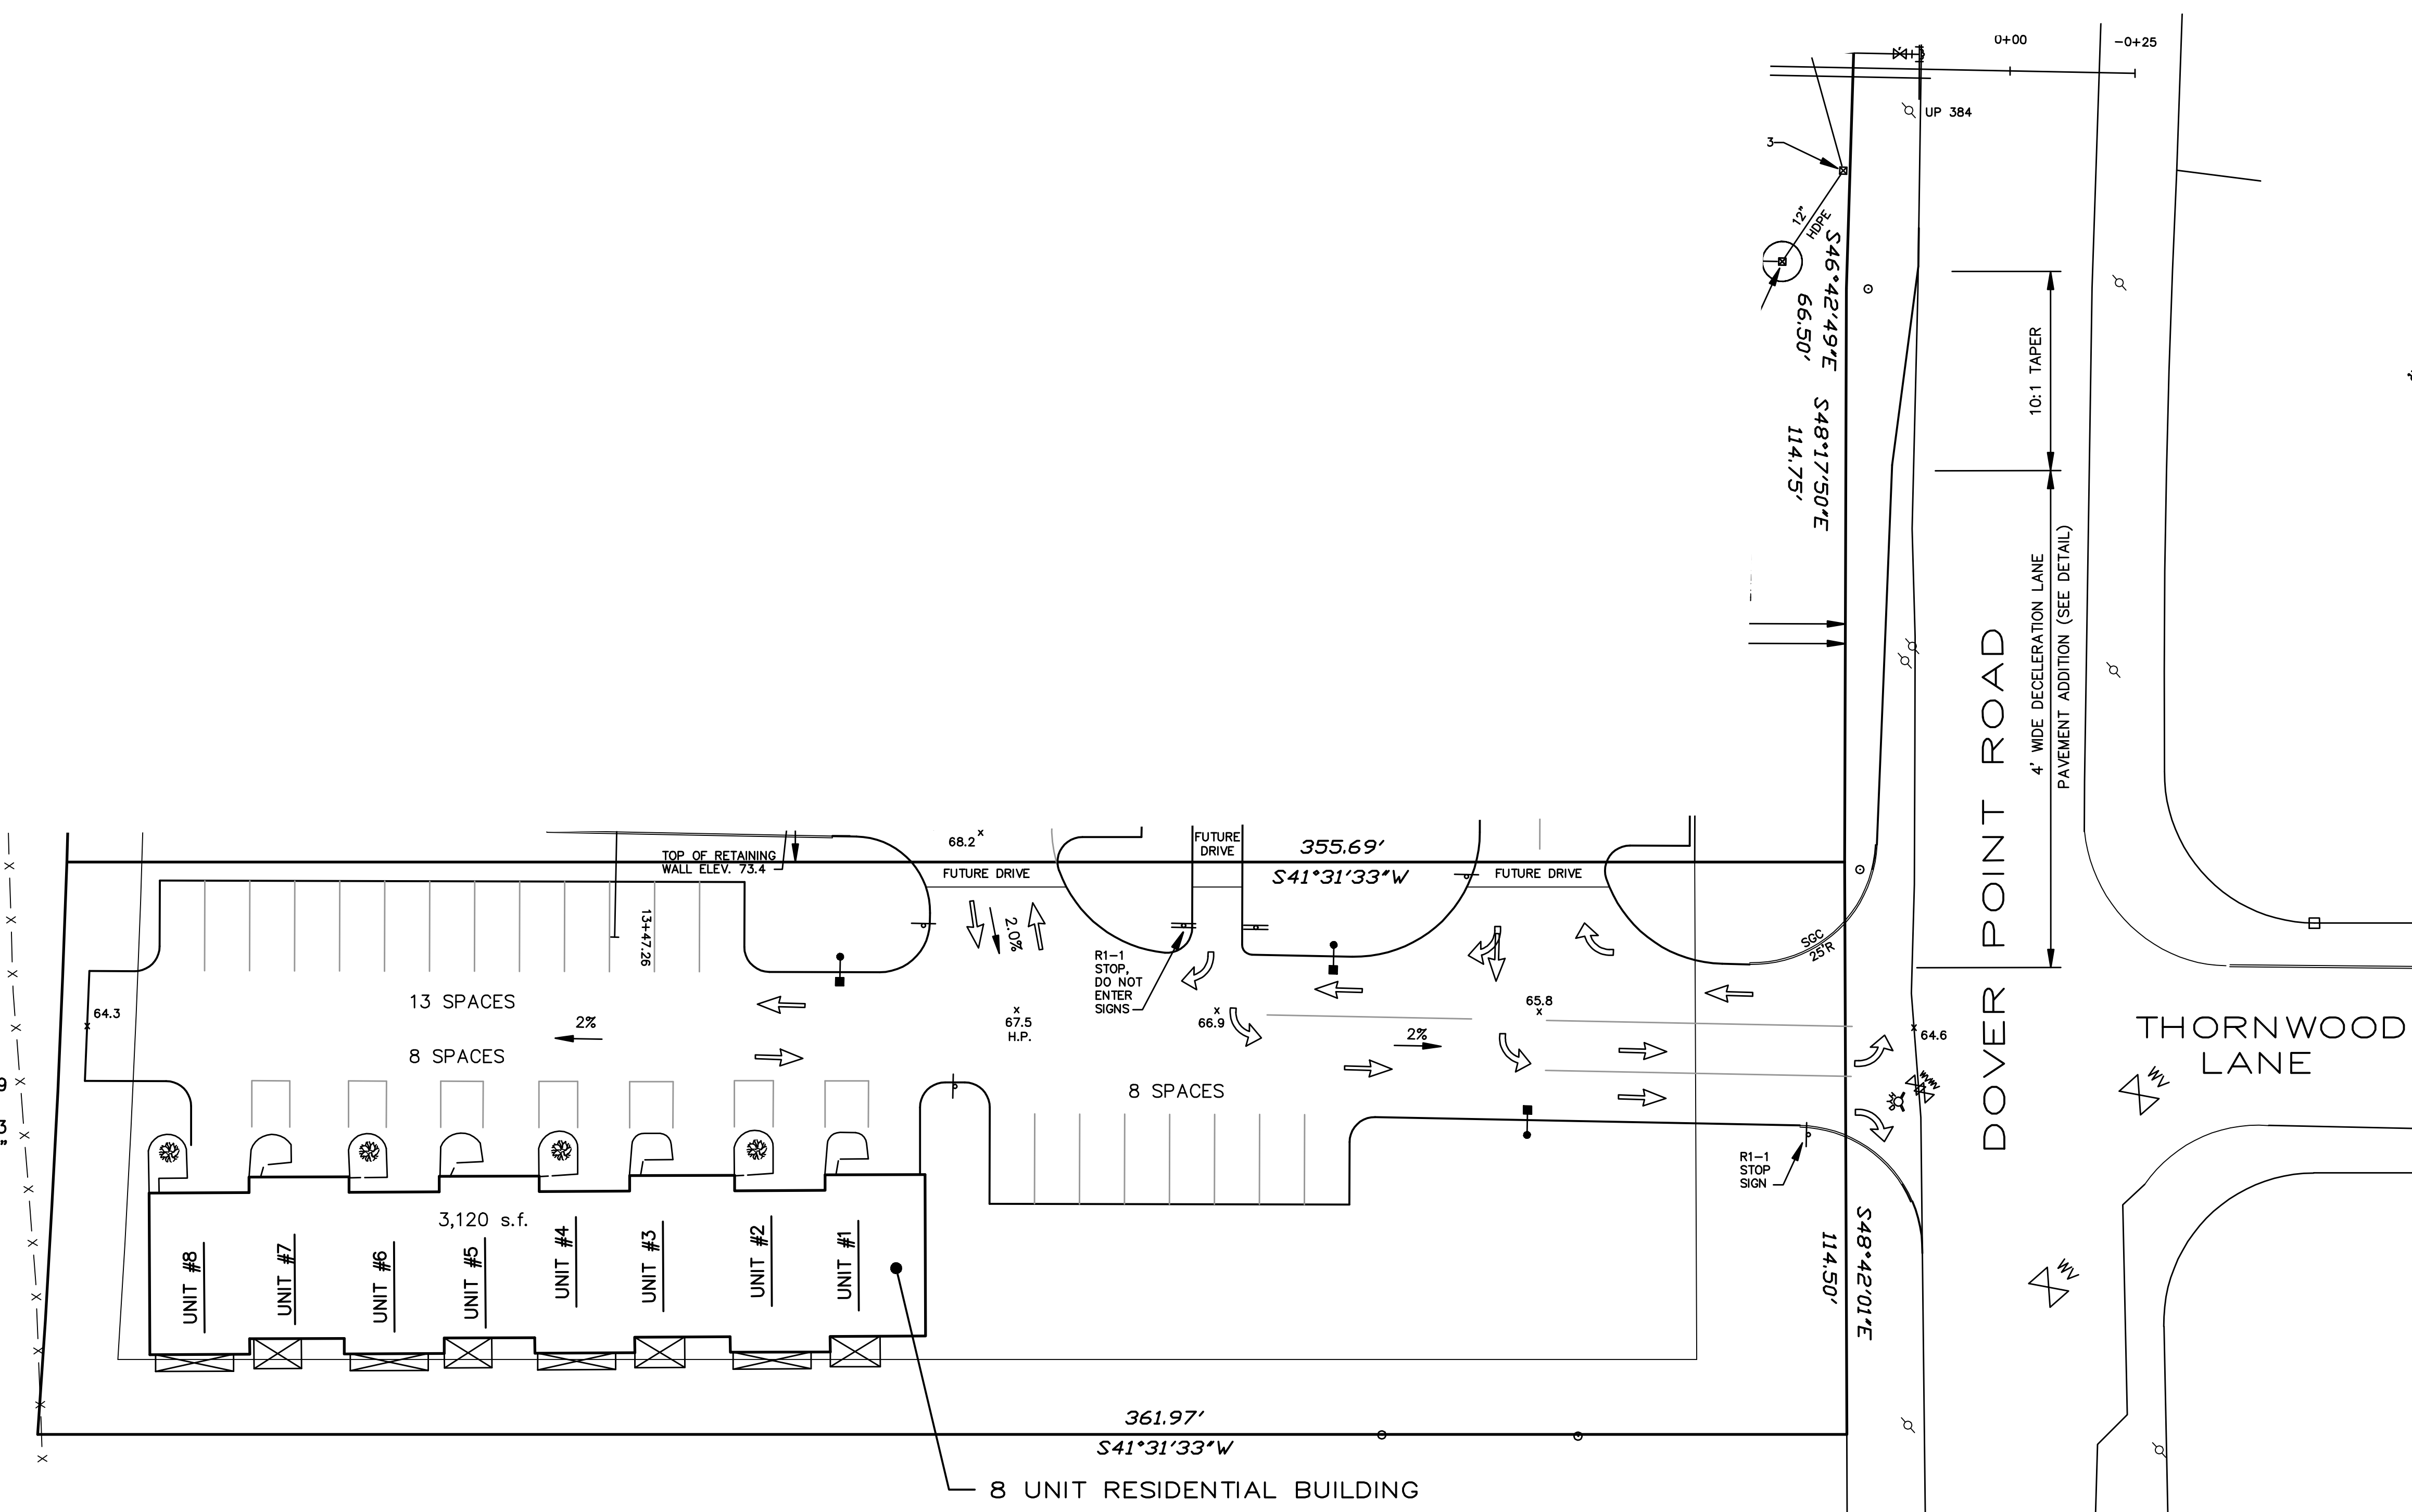 0+00
-0+25
UP 384
3
12"
HDPE
S46°42'49"E
66.50'
S48°17'50"E
114.75'
10:1 TAPER
4' WIDE DECELERATION LANE
PAVEMENT ADDITION (SEE DETAIL)
DOVER POINT ROAD
THORNWOOD
LANE
TOP OF RETAINING
WALL ELEV. 73.4
68.2
FUTURE DRIVE
FUTURE
DRIVE
355.69'
S41°31'33"W
FUTURE DRIVE
13+47.26
2.0%
R1-1
STOP,
DO NOT
ENTER
SIGNS
SGC
25'R
64.3
13 SPACES
2%
8 SPACES
67.5
H.P.
66.9
65.8
2%
64.6
WV
WV
WV
WV
8 SPACES
R1-1
STOP
SIGN
9
3
"
3,120 s.f.
UNIT #8
UNIT #7
UNIT #6
UNIT #5
UNIT #4
UNIT #3
UNIT #2
UNIT #1
S48°42'01"E
114.50'
361.97'
S41°31'33"W
8 UNIT RESIDENTIAL BUILDING